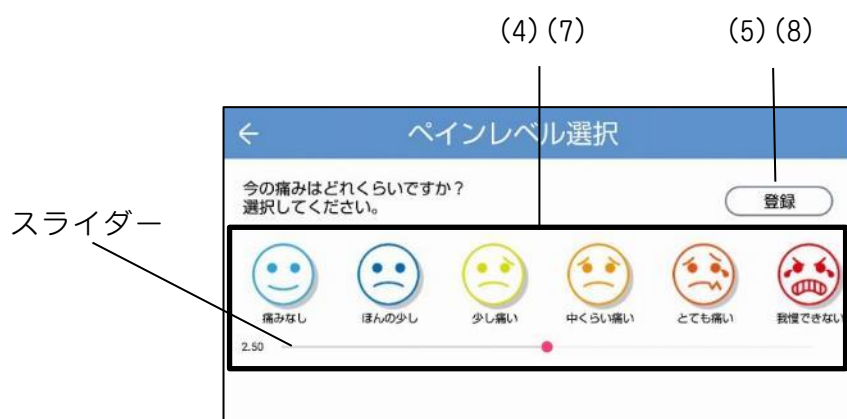 (4)(7)
(5)(8)
ペインレベル選択
今の痛みはどれくらいですか？
選択してください。
登録
スライダー
痛みなし
ほんの少し
少し痛い
中くらい痛い
とても痛い
我慢できない
2.50